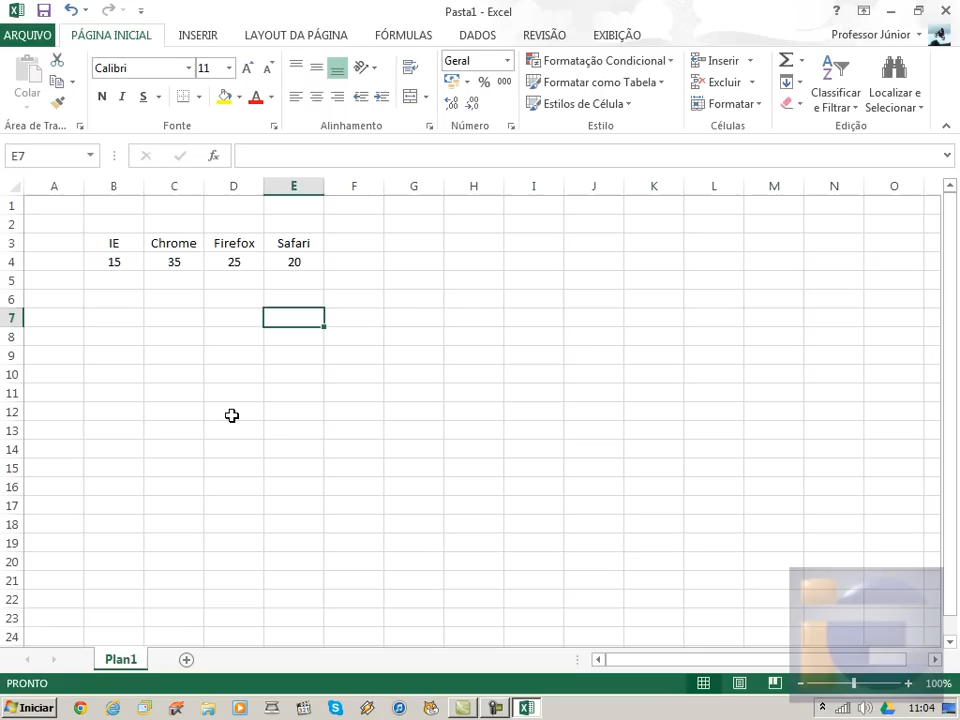 Pasta1 - Excel
ARQUIVO PÁGINA INICIAL INSERIR LAYOUT DA PÁGINA FÓRMULAS DADOS REVISÃO EXIBIÇÃO Professor Júnior
Colar
Calibri 11
N I S
Geral
% 000
Formatação Condicional
Formatar como Tabela
Estilos de Célula
Inserir
Excluir
Formatar
Classificar e Filtrar
Localizar e Selecionar
Área de Tra... Fonte Alinhamento Número Estilo Células Edição
E7 fx
A B C D E F G H I J K L M N O
1
2
3 IE Chrome Firefox Safari
4 15 35 25 20
5
6
7
8
9
10
11
12
13
14
15
16
17
18
19
20
21
22
23
24
Plan1
PRONTO 100%
Iniciar 11:04